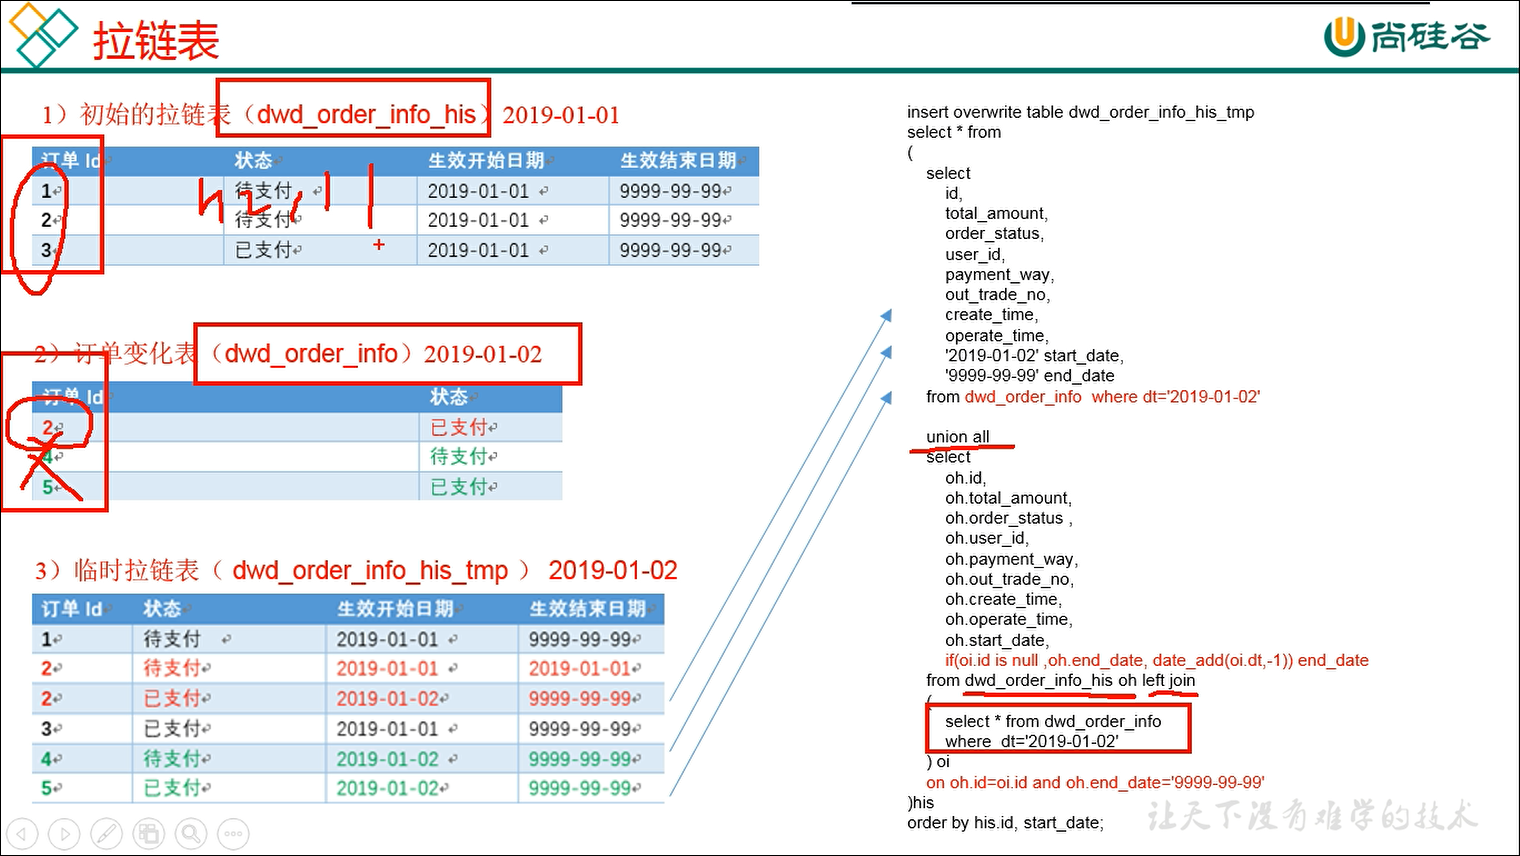 拉链表
尚硅谷
1）初始的拉链表（dwd_order_info_his）2019-01-01
订单 Id 状态 生效开始日期 生效结束日期
1 待支付 2019-01-01 9999-99-99
2 待支付 2019-01-01 9999-99-99
3 已支付 2019-01-01 9999-99-99
2）订单变化表（dwd_order_info）2019-01-02
订单 Id 状态
2 已支付
4 待支付
5 已支付
3）临时拉链表（ dwd_order_info_his_tmp ） 2019-01-02
订单 Id 状态 生效开始日期 生效结束日期
1 待支付 2019-01-01 9999-99-99
2 待支付 2019-01-01 2019-01-01
2 已支付 2019-01-02 9999-99-99
3 已支付 2019-01-01 9999-99-99
4 待支付 2019-01-02 9999-99-99
5 已支付 2019-01-02 9999-99-99
insert overwrite table dwd_order_info_his_tmp
select * from
(
select
id,
total_amount,
order_status,
user_id,
payment_way,
out_trade_no,
create_time,
operate_time,
'2019-01-02' start_date,
'9999-99-99' end_date
from dwd_order_info  where dt='2019-01-02'
union all
select
oh.id,
oh.total_amount,
oh.order_status ,
oh.user_id,
oh.payment_way,
oh.out_trade_no,
oh.create_time,
oh.operate_time,
oh.start_date,
if(oi.id is null ,oh.end_date, date_add(oi.dt,-1)) end_date
from dwd_order_info_his oh left join
(
select * from dwd_order_info
where  dt='2019-01-02'
) oi
on oh.id=oi.id and oh.end_date='9999-99-99'
)his
order by his.id, start_date;
让天下没有难学的技术